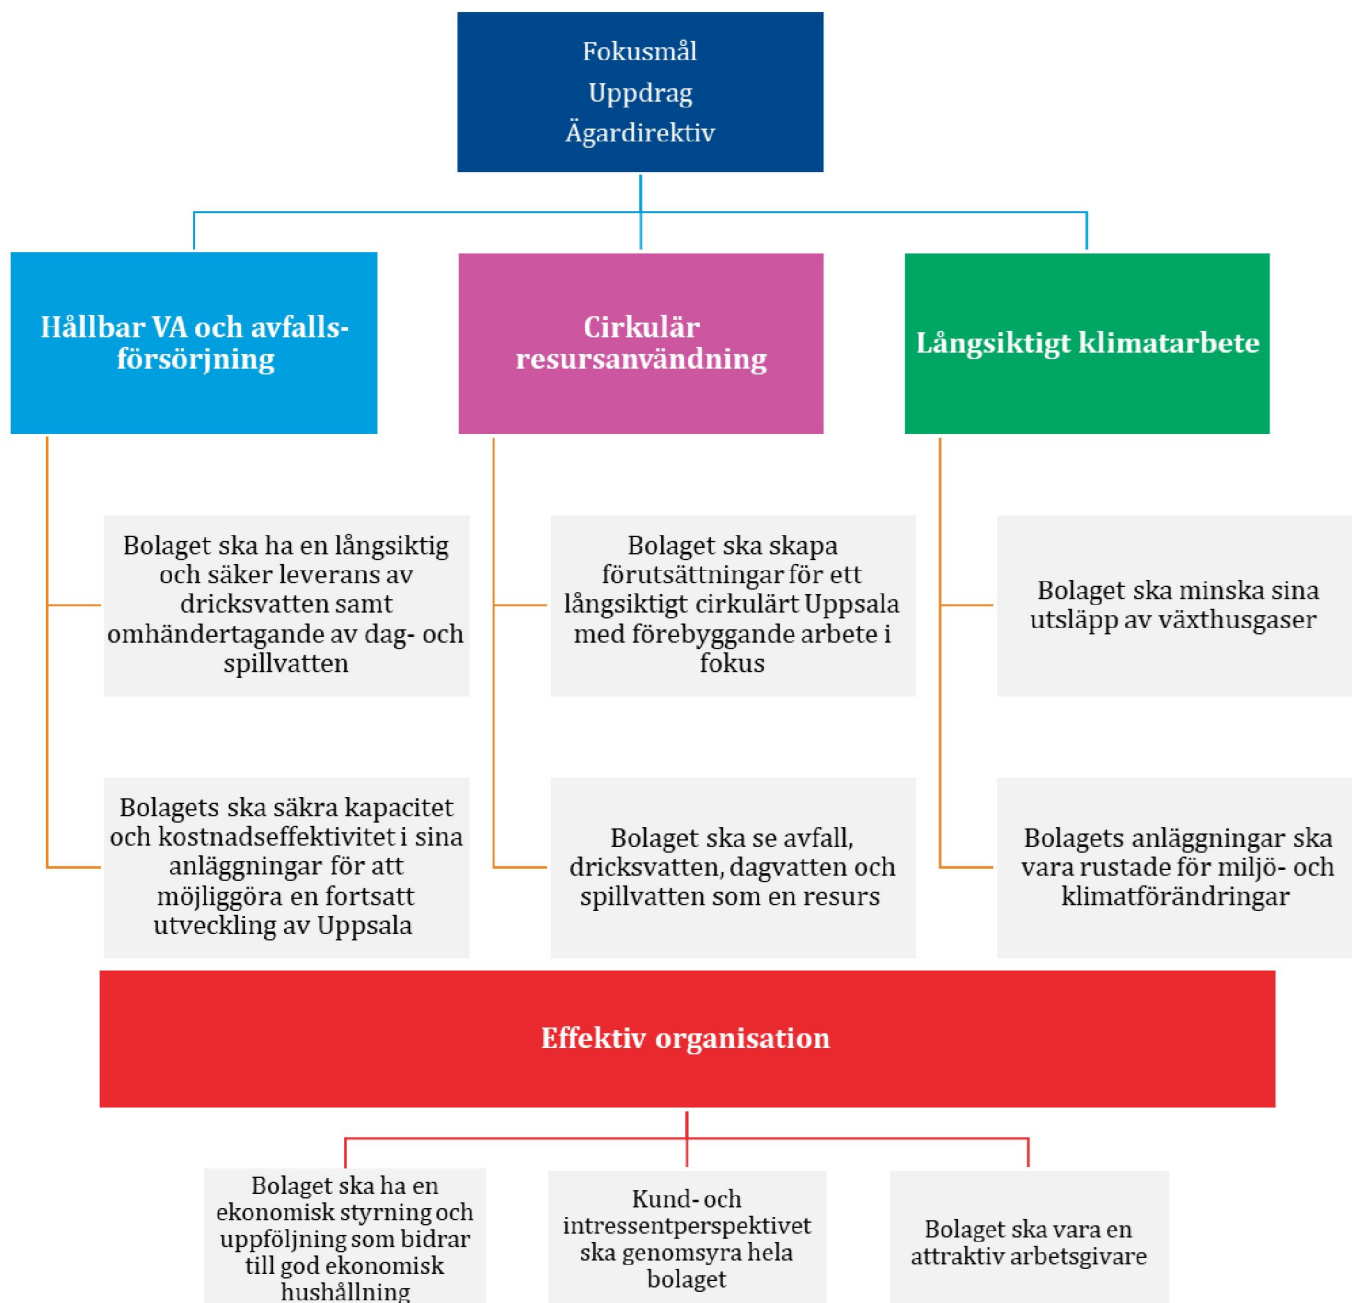 Fokusmål
Uppdrag
Ägardirektiv
Hållbar VA och avfalls-
försörjning
Cirkulär
resursanvändning
Långsiktigt klimatarbete
Bolaget ska ha en långsiktig
och säker leverans av
dricksvatten samt
omhändertagande av dag- och
spillvatten
Bolaget ska skapa
förutsättningar för ett
långsiktigt cirkulärt Uppsala
med förebyggande arbete i
fokus
Bolaget ska minska sina
utsläpp av växthusgaser
Bolagets ska säkra kapacitet
och kostnadseffektivitet i sina
anläggningar för att
möjliggöra en fortsatt
utveckling av Uppsala
Bolaget ska se avfall,
dricksvatten, dagvatten och
spillvatten som en resurs
Bolagets anläggningar ska
vara rustade för miljö- och
klimatförändringar
Effektiv organisation
Bolaget ska ha en
ekonomisk styrning och
uppföljning som bidrar
till god ekonomisk
hushållning
Kund- och
intressentperspektivet
ska genomsyra hela
bolaget
Bolaget ska vara en
attraktiv arbetsgivare